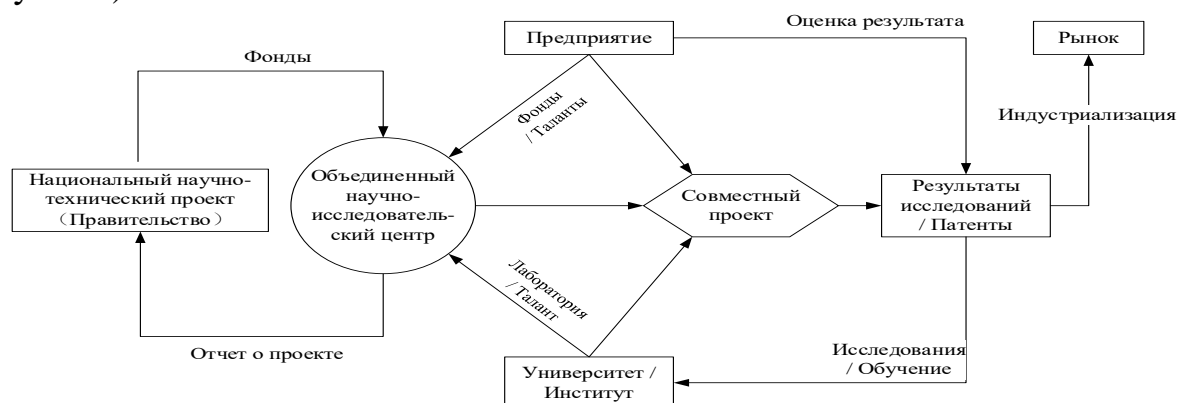 Оценка результата
Предприятие
Рынок
Фонды
Фонды
/ Таланты
Индустриализация
Национальный научно-
технический проект
（Правительство）
Объединенный
научно-
исследователь-
ский центр
Совместный
проект
Результаты
исследований
/ Патенты
Лаборатория
/ Талант
Отчет о проекте
Исследования
/ Обучение
Университет /
Институт